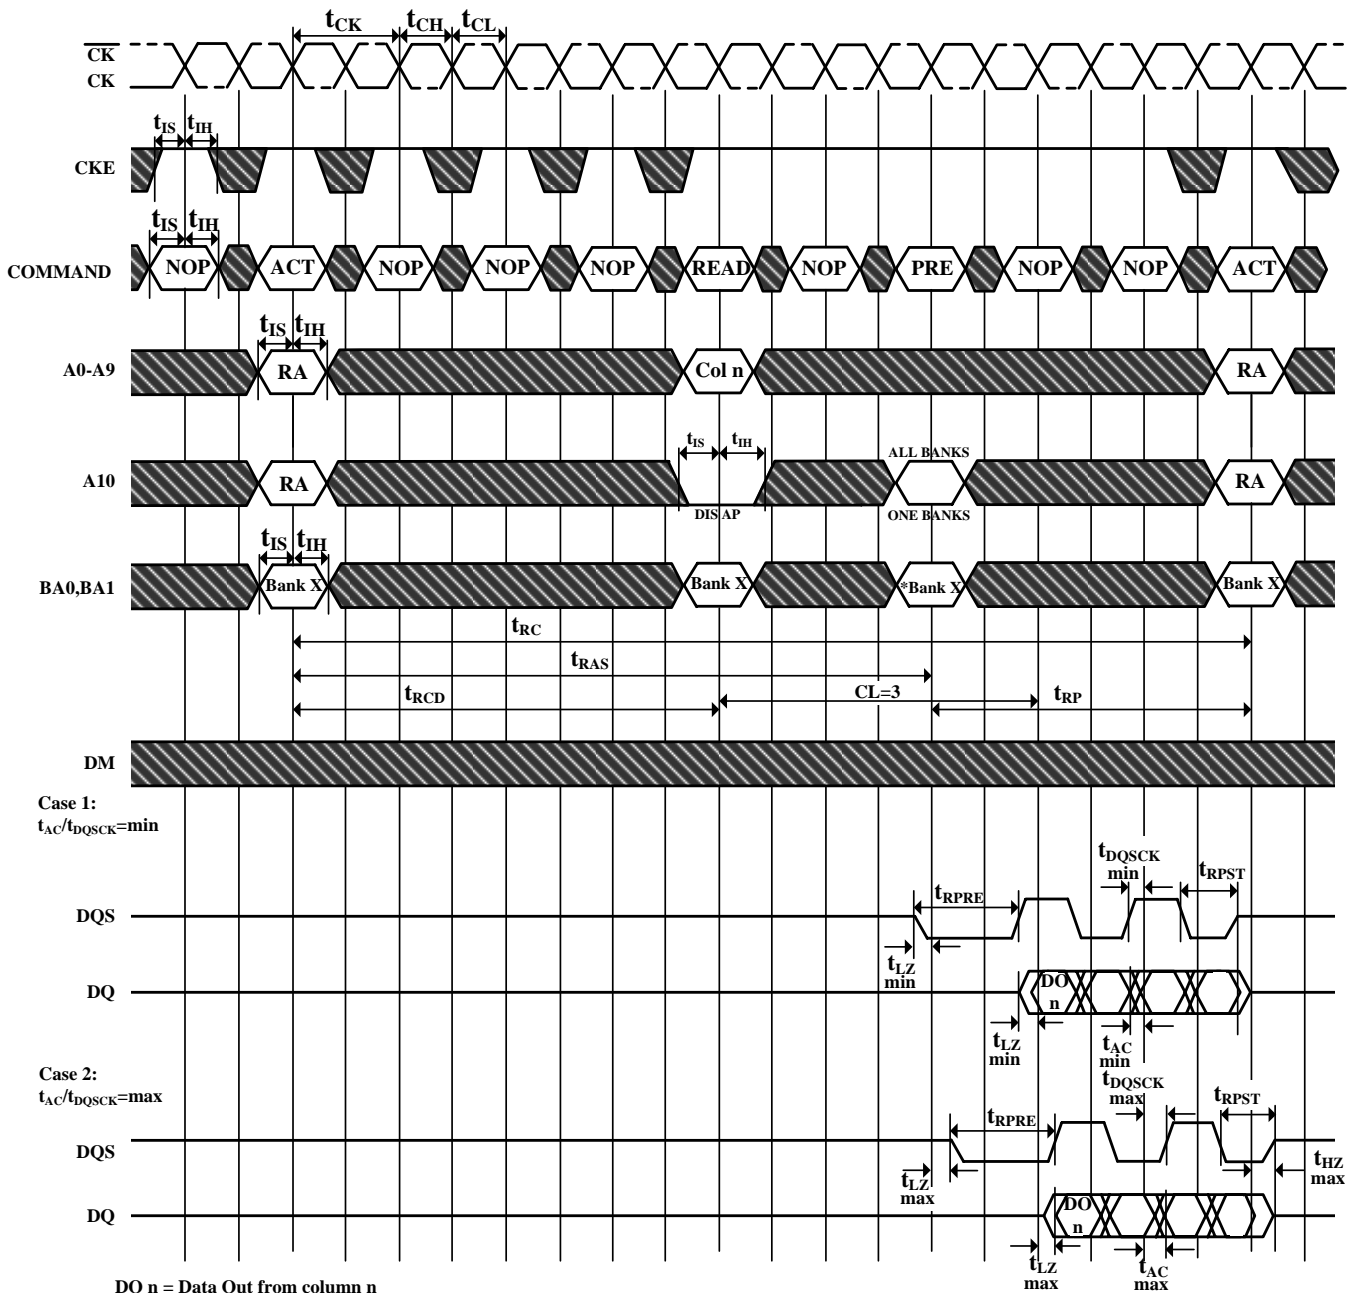 tCK tCH tCL
CK
CK
tIS tIH
CKE
tIS tIH
COMMAND NOP ACT NOP NOP NOP READ NOP PRE NOP NOP ACT
tIS tIH
A0-A9 RA Col n RA
tIS tIH ALL BANKS
A10 RA RA
DIS AP ONE BANKS
tIS tIH
BA0,BA1 Bank X Bank X *Bank X Bank X
tRC
tRAS
tRCD CL=3 tRP
DM
Case 1:
tAC/tDQSCK=min
tDQSCK
min
tRPST
tRPRE
DQS
tLZ
min
DQ DO
n
tLZ
min
tAC
min
Case 2:
tAC/tDQSCK=max
tDQSCK
max
tRPST
tRPRE
DQS
tHZ
max
tLZ
max
DQ DO
n
tLZ
max
tAC
max
DO n = Data Out from column n